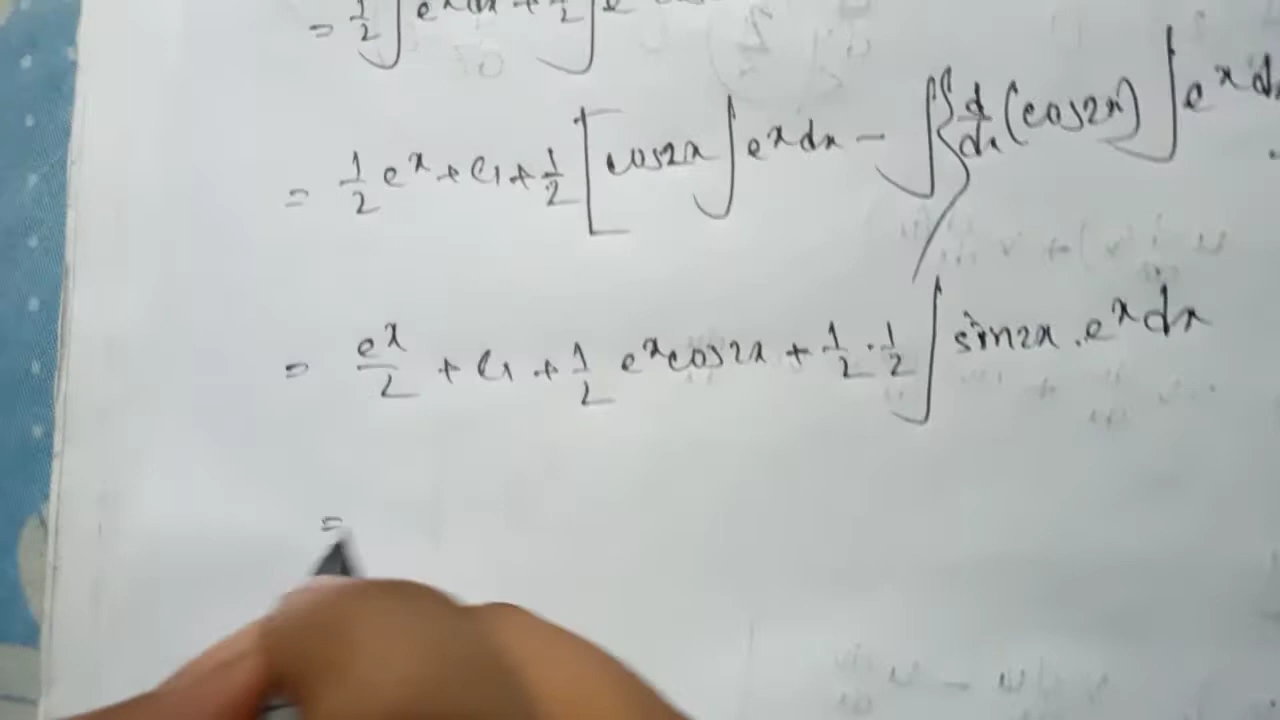 = 1/2 ∫ e^x dx + 1/2 ∫ e
= 1/2 e^x + C1 + 1/2 [cos2x ∫ e^x dx - ∫ { d/dx (cos2x) ∫ e^x d
= e^x/2 + C1 + 1/2 e^x cos2x + 1/2 · 1/2 ∫ sin2x . e^x dx
=